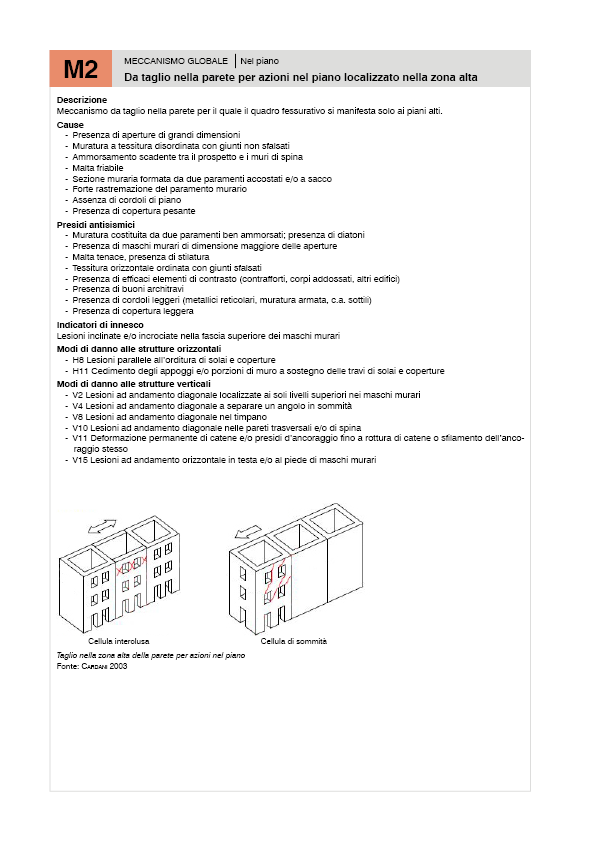 M2
MECCANISMO GLOBALE | Nel piano
Da taglio nella parete per azioni nel piano localizzato nella zona alta
Descrizione
Meccanismo da taglio nella parete per il quale il quadro fessurativo si manifesta solo ai piani alti.
Cause
- Presenza di aperture di grandi dimensioni
- Muratura a tessitura disordinata con giunti non sfalsati
- Ammorsamento scadente tra il prospetto e i muri di spina
- Malta friabile
- Sezione muraria formata da due paramenti accostati e/o a sacco
- Forte rastremazione del paramento murario
- Assenza di cordoli di piano
- Presenza di copertura pesante
Presidi antisismici
- Muratura costituita da due paramenti ben ammorsati; presenza di diatoni
- Presenza di maschi murari di dimensione maggiore delle aperture
- Malta tenace, presenza di stilatura
- Tessitura orizzontale ordinata con giunti sfalsati
- Presenza di efficaci elementi di contrasto (contrafforti, corpi addossati, altri edifici)
- Presenza di buoni architravi
- Presenza di cordoli leggeri (metallici reticolari, muratura armata, c.a. sottili)
- Presenza di copertura leggera
Indicatori di innesco
Lesioni inclinate e/o incrociate nella fascia superiore dei maschi murari
Modi di danno alle strutture orizzontali
- H8 Lesioni parallele all'orditura di solai e coperture
- H11 Cedimento degli appoggi e/o porzioni di muro a sostegno delle travi di solai e coperture
Modi di danno alle strutture verticali
- V2 Lesioni ad andamento diagonale localizzate ai soli livelli superiori nei maschi murari
- V4 Lesioni ad andamento diagonale a separare un angolo in sommità
- V8 Lesioni ad andamento diagonale nel timpano
- V10 Lesioni ad andamento diagonale nelle pareti trasversali e/o di spina
- V11 Deformazione permanente di catene e/o presidi d'ancoraggio fino a rottura di catene o sfilamento dell'anco-
raggio stesso
- V15 Lesioni ad andamento orizzontale in testa e/o al piede di maschi murari
Cellula interclusa
Cellula di sommità
Taglio nella zona alta della parete per azioni nel piano
Fonte: CARDANI 2003